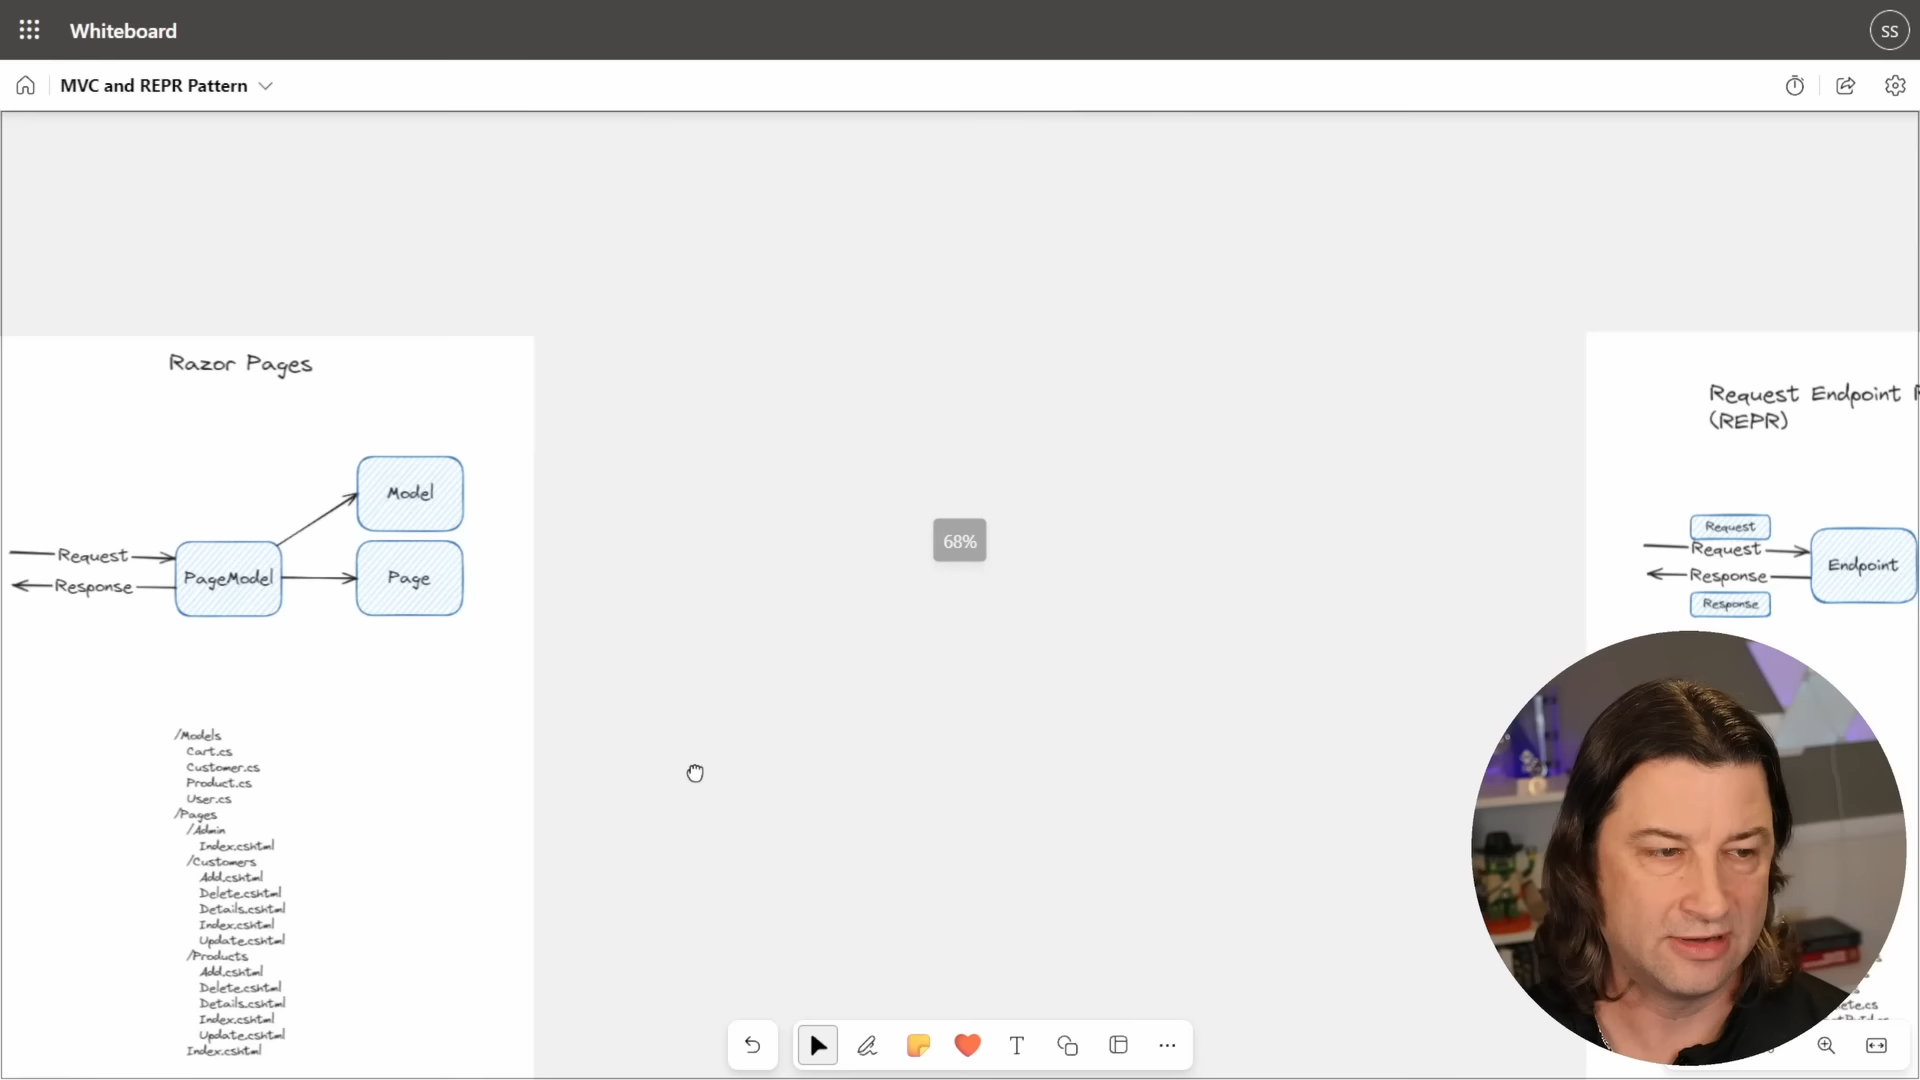 Whiteboard
SS
MVC and REPR Pattern
Razor Pages
Model
Request
PageModel
Page
Response
/Models
Cart.cs
Customer.cs
Product.cs
User.cs
/Pages
/Admin
Index.cshtml
/Customers
Add.cshtml
Delete.cshtml
Details.cshtml
Index.cshtml
Update.cshtml
/Products
Add.cshtml
Delete.cshtml
Details.cshtml
Index.cshtml
Update.cshtml
Index.cshtml
68%
Request Endpoint
(REPR)
Request
Request
Endpoint
Response
Response
T